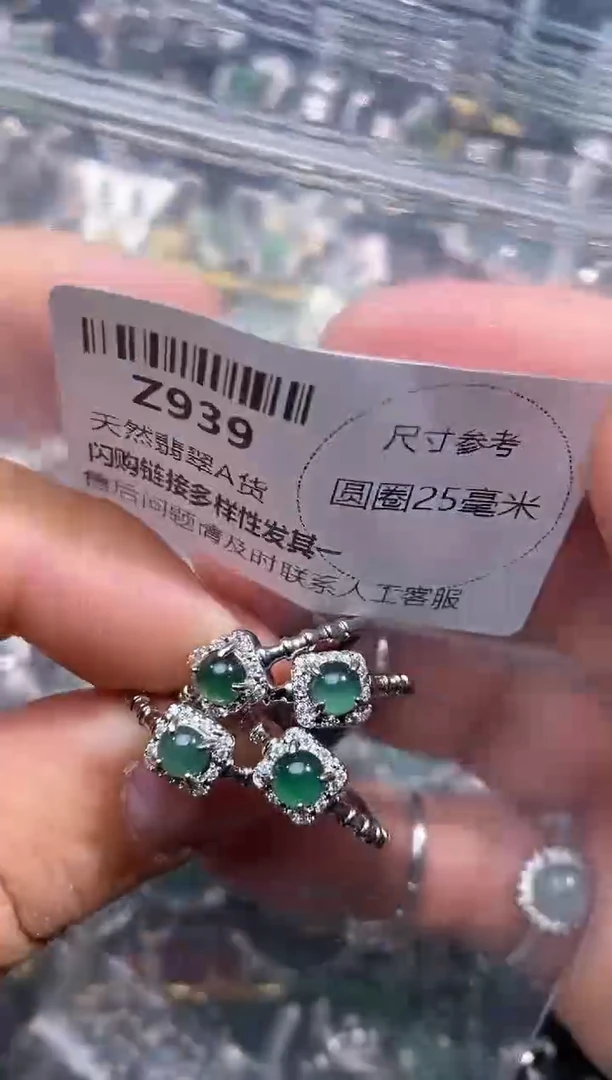 Z939
天然翡翠A货
闪购链接多样性发其一
售后问题请及时联系人工客服
尺寸参考
圆圈25毫米